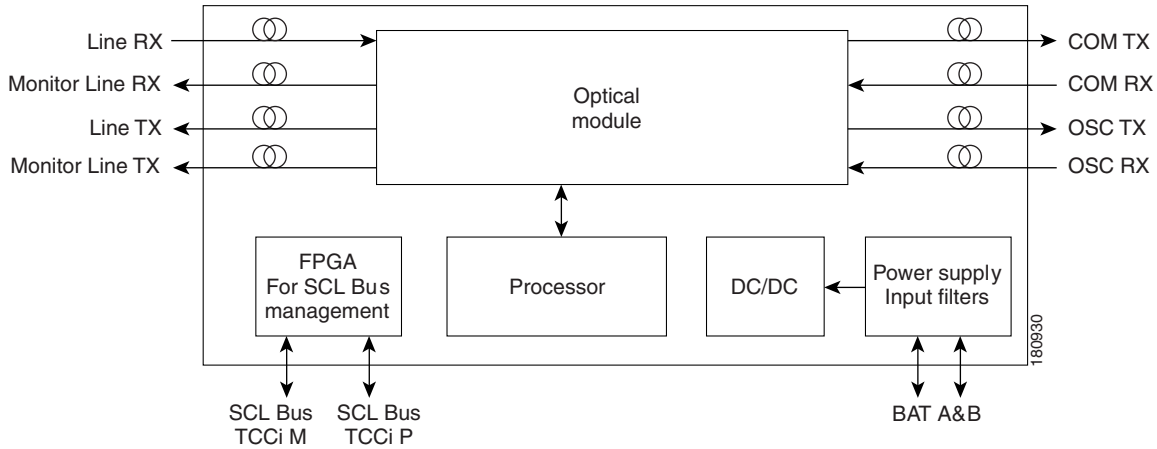 Line RX
COM TX
Monitor Line RX
COM RX
Optical
module
Line TX
OSC TX
Monitor Line TX
OSC RX
FPGA
For SCL Bus
management
Processor
DC/DC
Power supply
Input filters
180930
SCL Bus
TCCi M
SCL Bus
TCCi P
BAT A&B